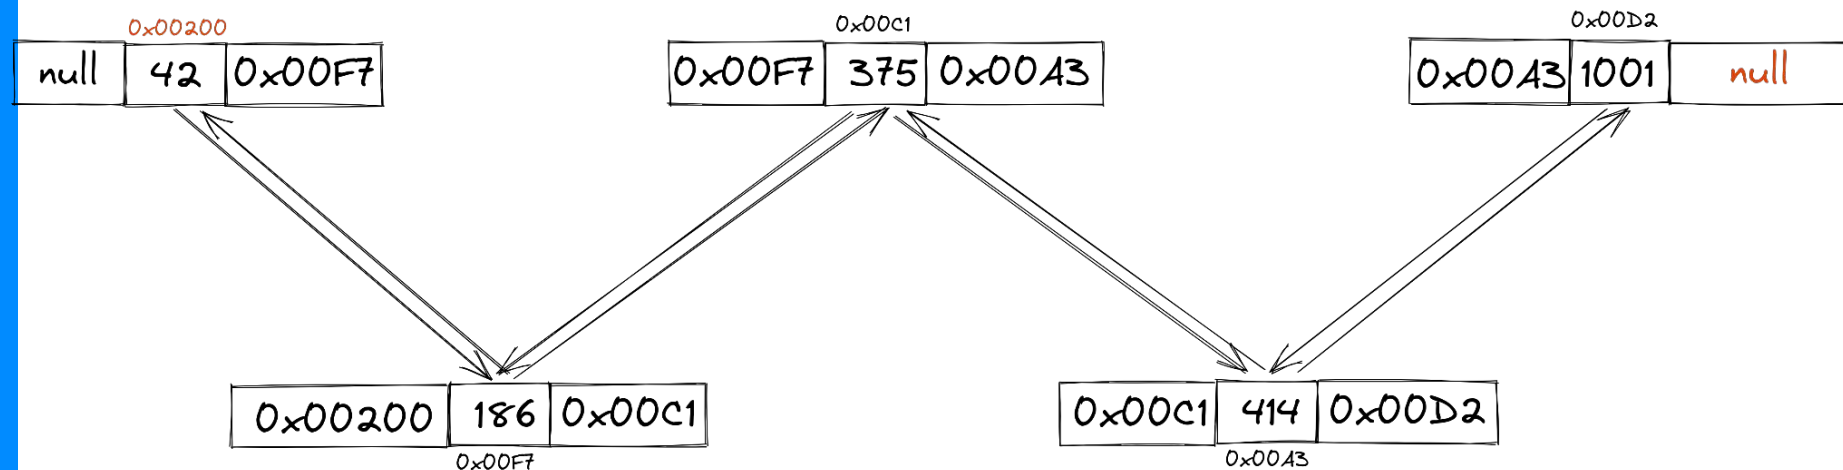 0x00200
null 42 0x00F7
0x00C1
0x00F7 375 0x00A3
0x00D2
0x00A3 1001 null
0x00200 186 0x00C1
0x00F7
0x00C1 414 0x00D2
0x00A3